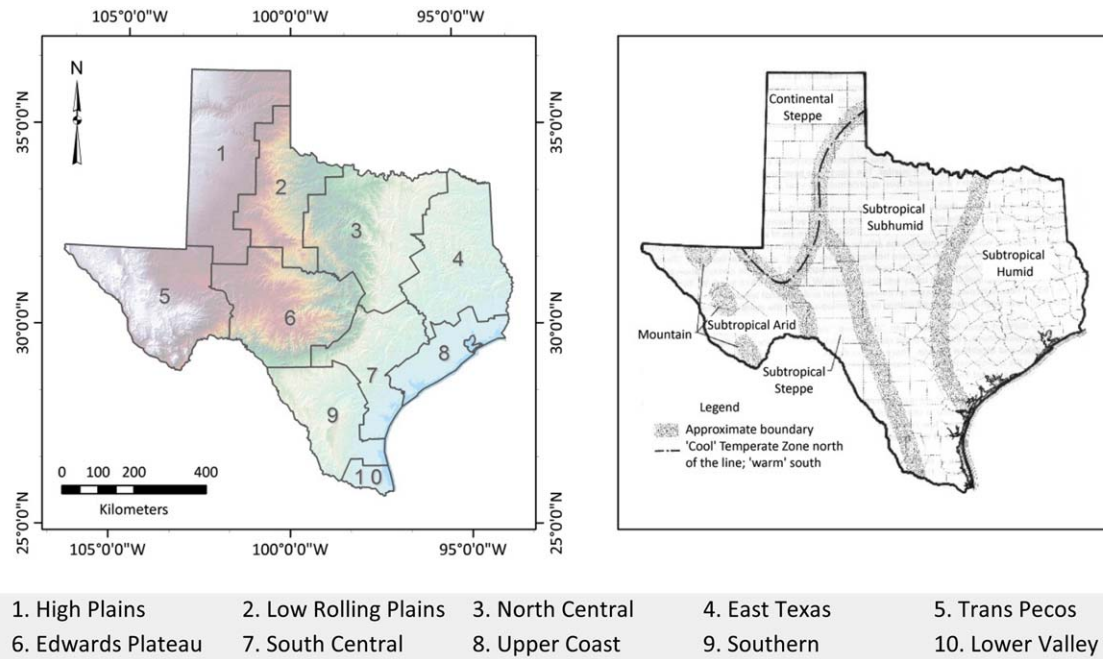 105°0'0"W 100°0'0"W 95°0'0"W
N
35°0'0"N
30°0'0"N
25°0'0"N
1
2
3
4
5
6
7
8
9
10
0 100 200 400
Kilometers
35°0'0"N
30°0'0"N
25°0'0"N
105°0'0"W 100°0'0"W 95°0'0"W
Continental
Steppe
Subtropical
Subhumid
Subtropical
Humid
Mountain
Subtropical Arid
Subtropical
Steppe
Legend
Approximate boundary
'Cool' Temperate Zone north
of the line; 'warm' south
1. High Plains 2. Low Rolling Plains 3. North Central 4. East Texas 5. Trans Pecos
6. Edwards Plateau 7. South Central 8. Upper Coast 9. Southern 10. Lower Valley